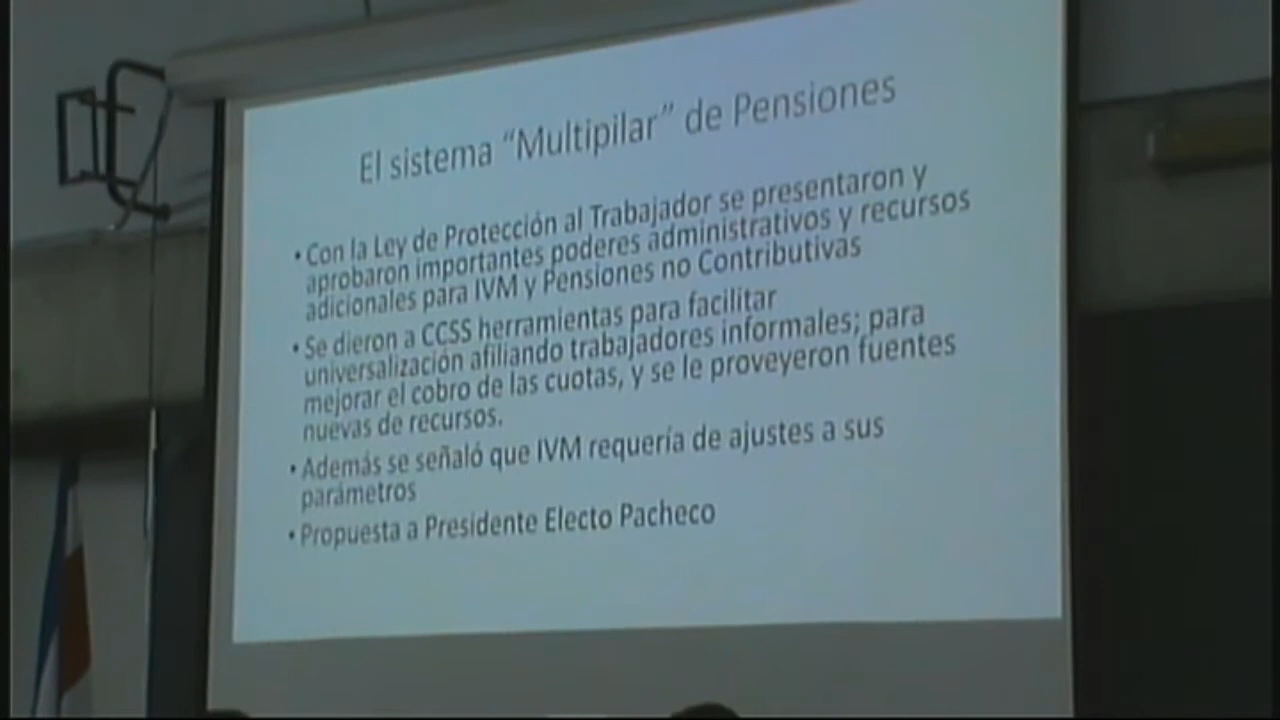 El sistema “Multipilar” de Pensiones
• Con la Ley de Protección al Trabajador se presentaron y
aprobaron importantes poderes administrativos y recursos
adicionales para IVM y Pensiones no Contributivas
• Se dieron a CCSS herramientas para facilitar
universalización afiliando trabajadores informales; para
mejorar el cobro de las cuotas, y se le proveyeron fuentes
nuevas de recursos.
• Además se señaló que IVM requería de ajustes a sus
parámetros
• Propuesta a Presidente Electo Pacheco